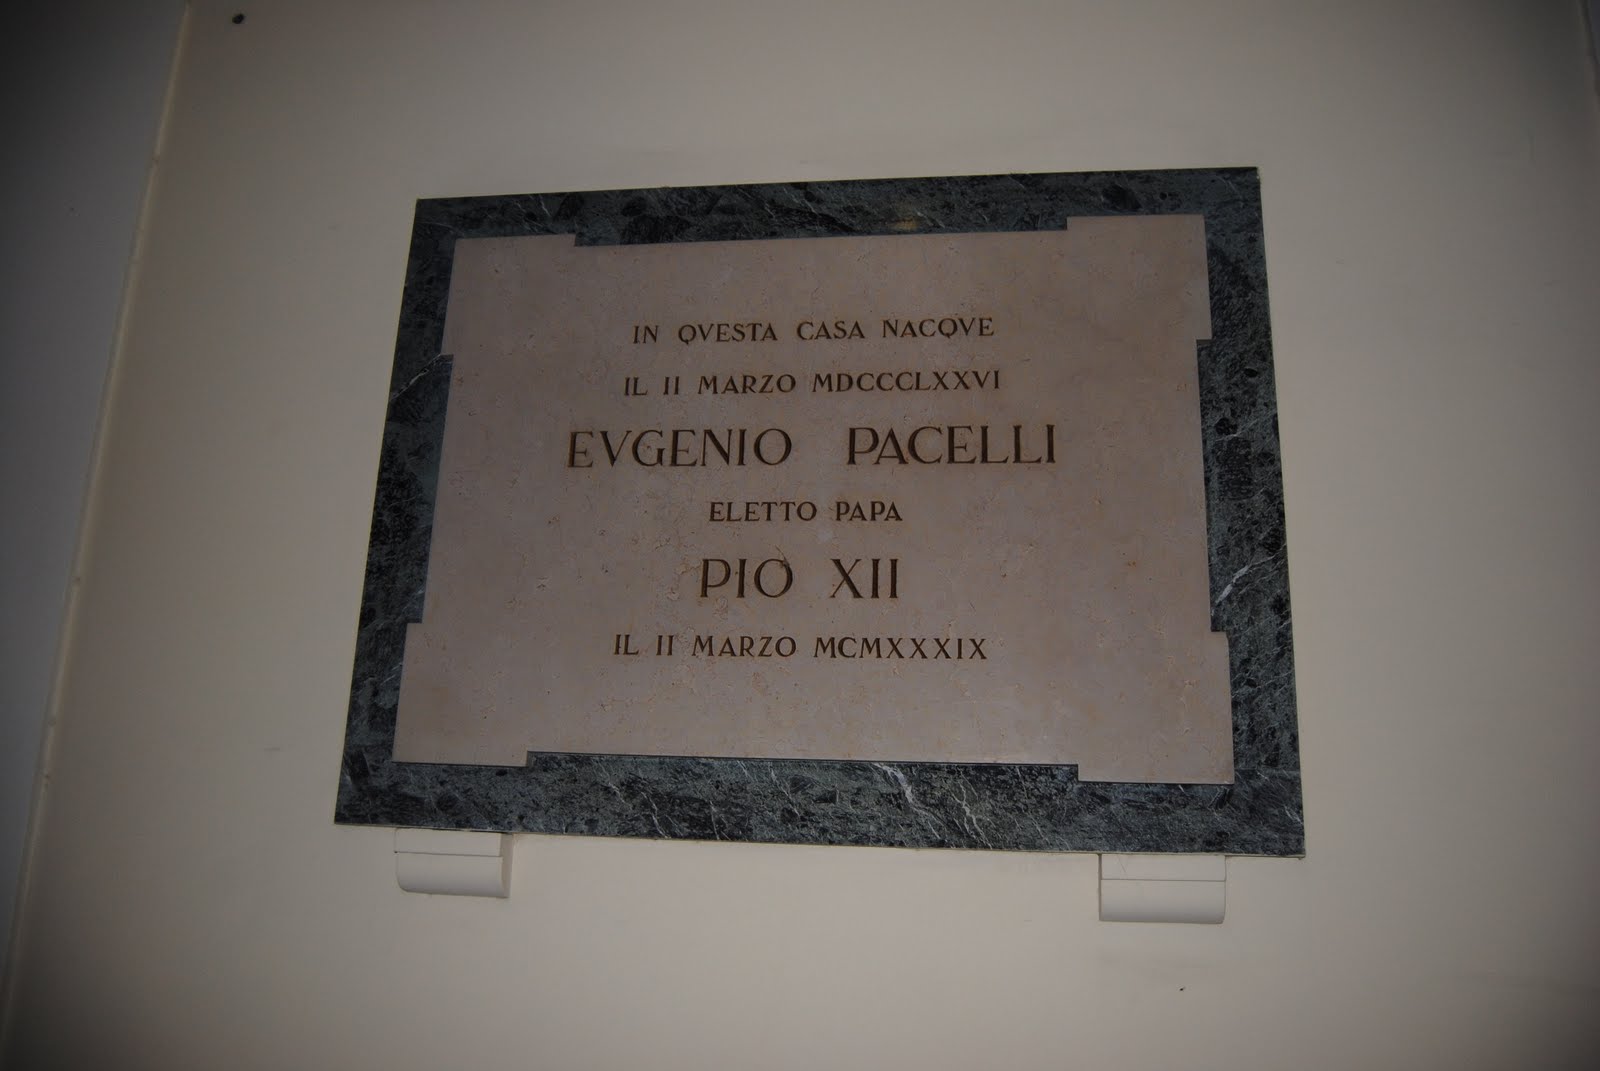 IN QVESTA CASA NACQVE
IL II MARZO MDCCCLXXVI
EVGENIO PACELLI
ELETTO PAPA
PIO XII
IL II MARZO MCMXXXIX